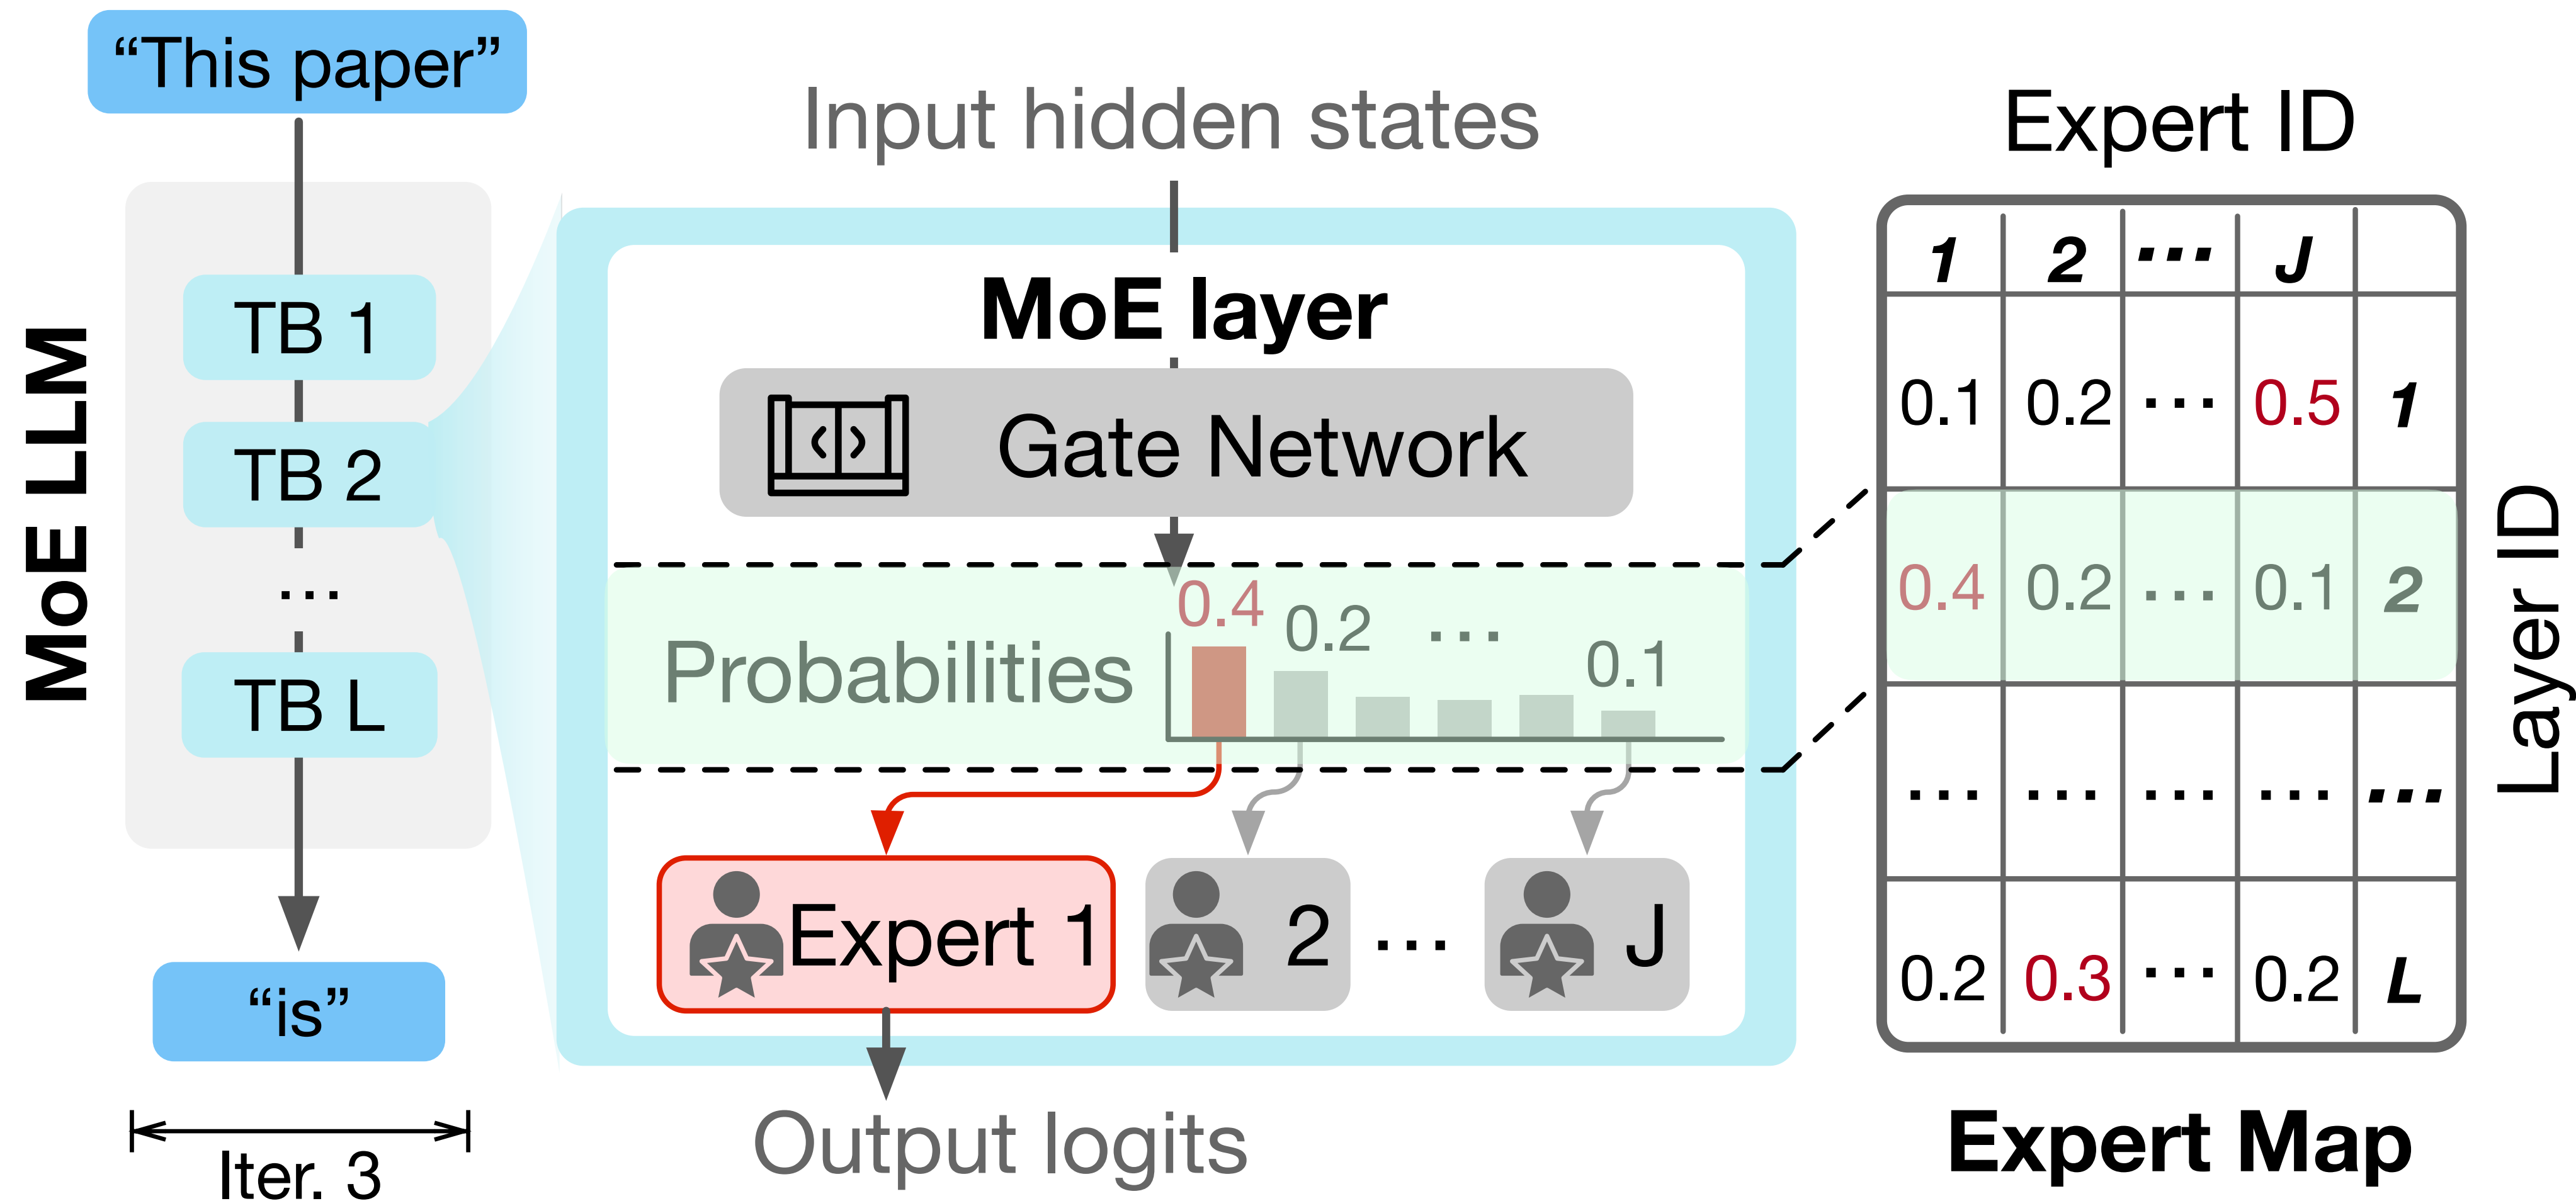 “This paper”
MoE LLM
TB 1
TB 2
...
TB L
“is”
Iter. 3
Input hidden states
MoE layer
Gate Network
Probabilities
0.4
0.2
...
0.1
Expert 1
2
...
J
Output logits
Expert ID
1 2 ... J
0.1 0.2 ... 0.5 1
0.4 0.2 ... 0.1 2
... ... ... ... ...
0.2 0.3 ... 0.2 L
Layer ID
Expert Map